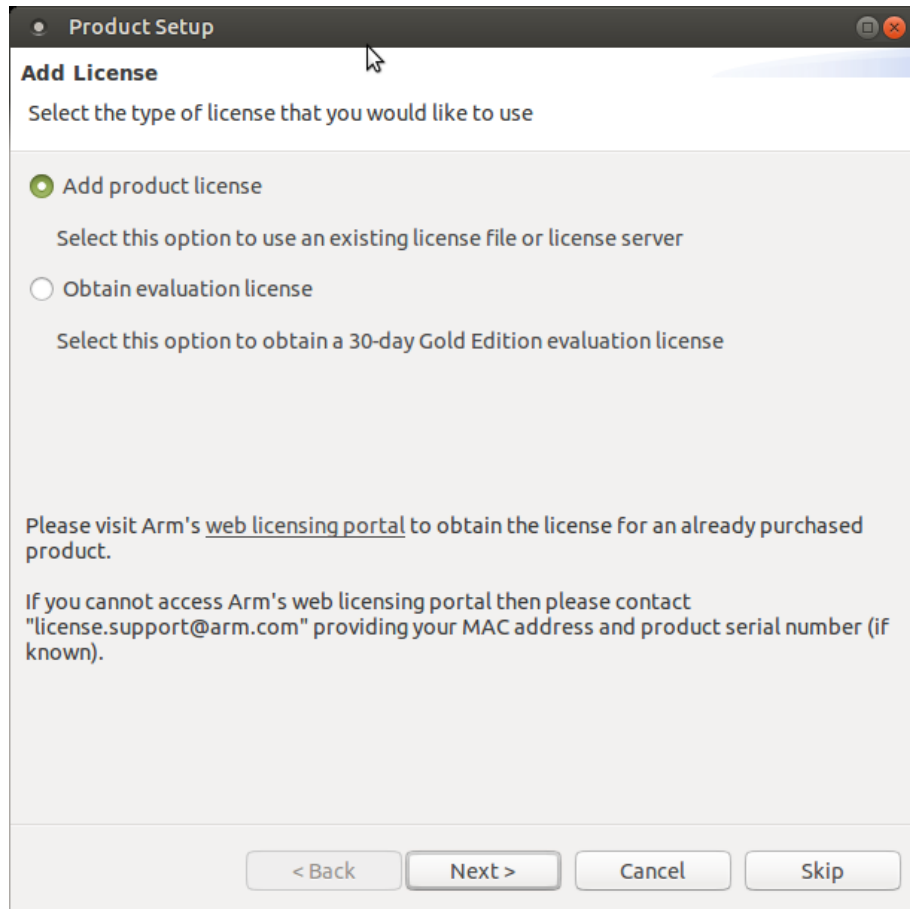 Product Setup
Add License
Select the type of license that you would like to use
Add product license
Select this option to use an existing license file or license server
Obtain evaluation license
Select this option to obtain a 30-day Gold Edition evaluation license
Please visit Arm's web licensing portal to obtain the license for an already purchased
product.
If you cannot access Arm's web licensing portal then please contact
"license.support@arm.com" providing your MAC address and product serial number (if
known).
< Back
Next >
Cancel
Skip